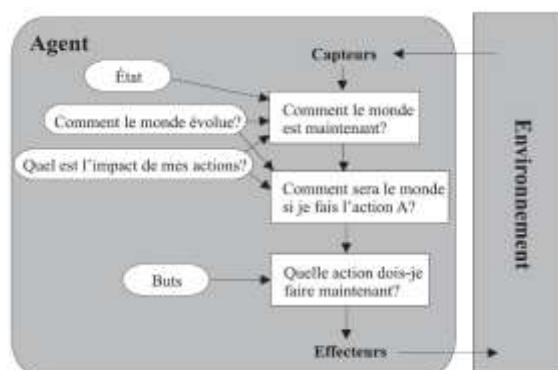 Agent
Capteurs
État
Comment le monde évolue?
Comment le monde
est maintenant?
Quel est l'impact de mes actions?
Comment sera le monde
si je fais l'action A?
Buts
Quelle action dois-je
faire maintenant?
Effecteurs
Environnement